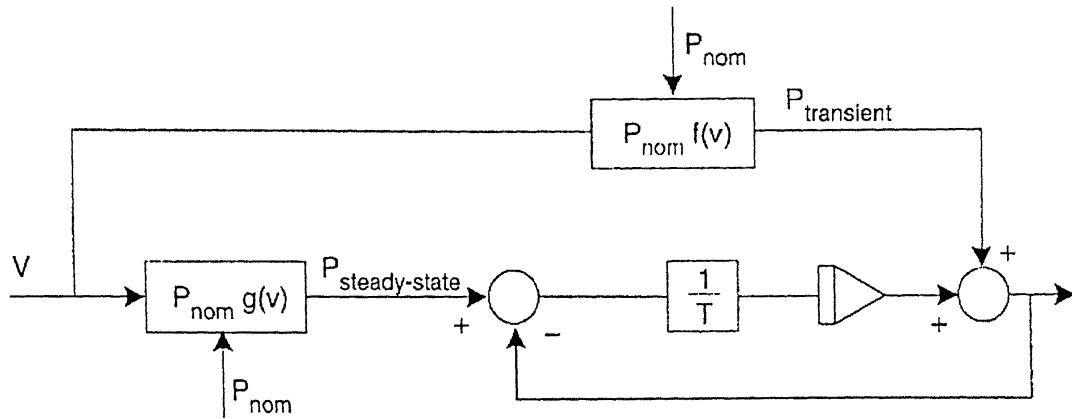 P_nom
P_nom f(v)
P_transient
+
V
P_nom g(v)
P_steady-state
+
−
1
T
+
P_nom